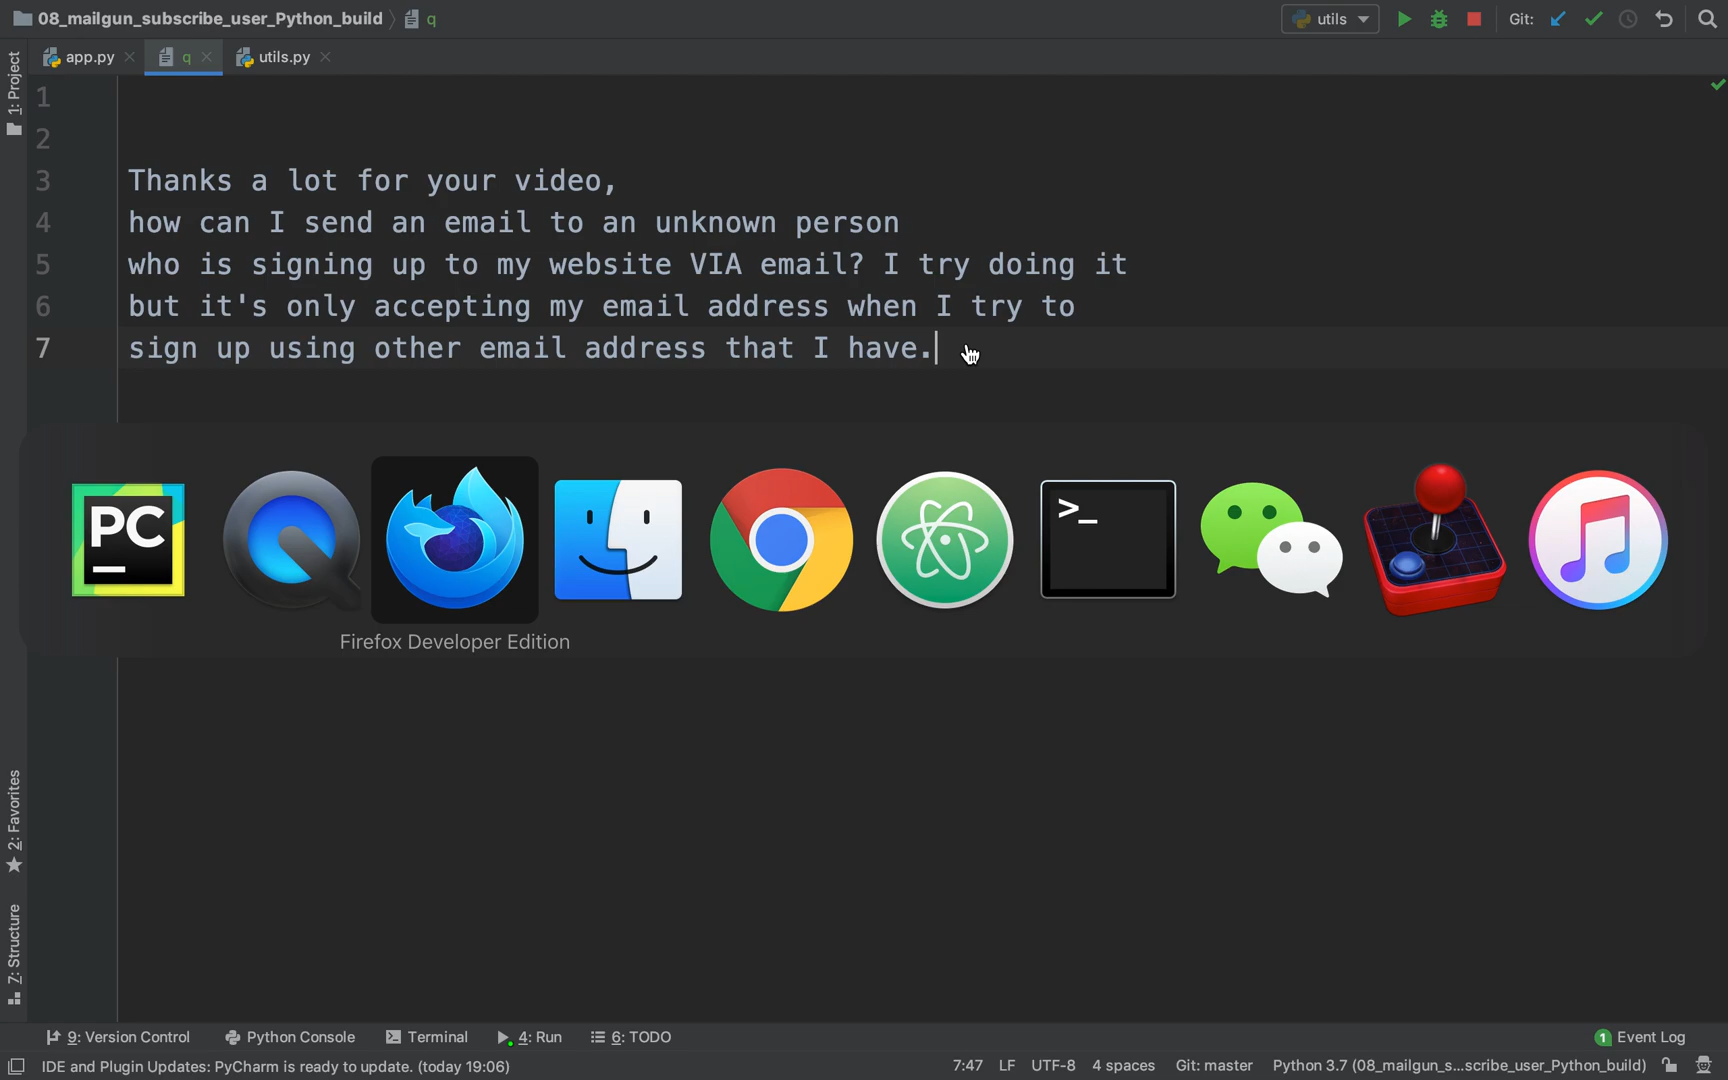 08_mailgun_subscribe_user_Python_build q
utils
Git:
app.py
q
utils.py
1: Project
1
2
3 Thanks a lot for your video,
4 how can I send an email to an unknown person
5 who is signing up to my website VIA email? I try doing it
6 but it's only accepting my email address when I try to
7 sign up using other email address that I have.
PC
>_
Firefox Developer Edition
2: Favorites
7: Structure
9: Version Control
Python Console
Terminal
4: Run
6: TODO
1 Event Log
IDE and Plugin Updates: PyCharm is ready to update. (today 19:06)
7:47 LF UTF-8 4 spaces Git: master Python 3.7 (08_mailgun_s...scribe_user_Python_build)